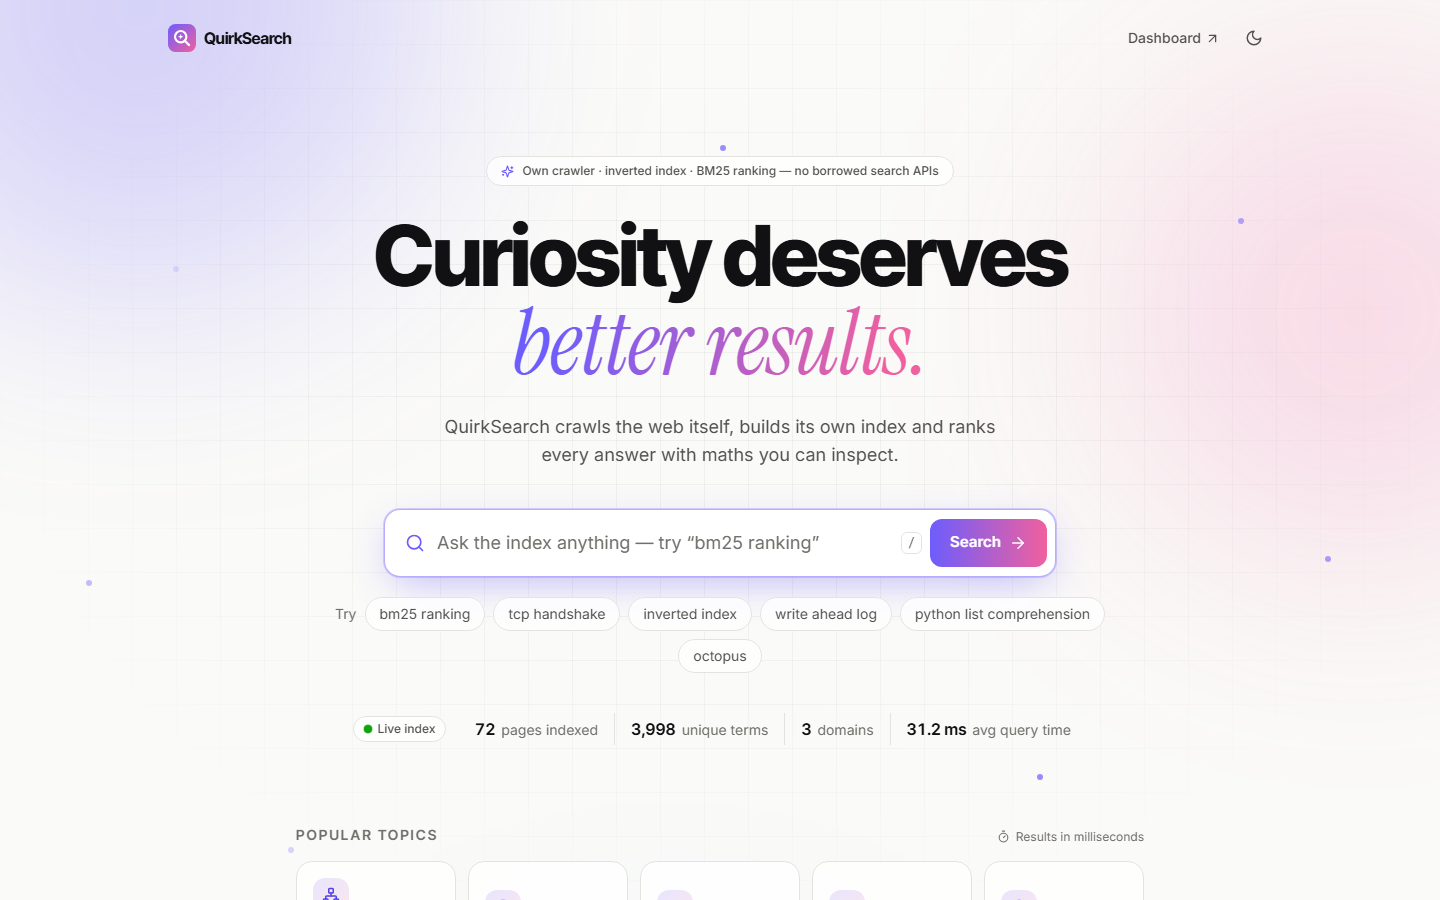 QuirkSearch
Dashboard
Own crawler · inverted index · BM25 ranking — no borrowed search APIs
Curiosity deserves
better results.
QuirkSearch crawls the web itself, builds its own index and ranks
every answer with maths you can inspect.
Ask the index anything — try “bm25 ranking” / Search
Try bm25 ranking tcp handshake inverted index write ahead log python list comprehension
octopus
Live index 72 pages indexed 3,998 unique terms 3 domains 31.2 ms avg query time
POPULAR TOPICS
Results in milliseconds